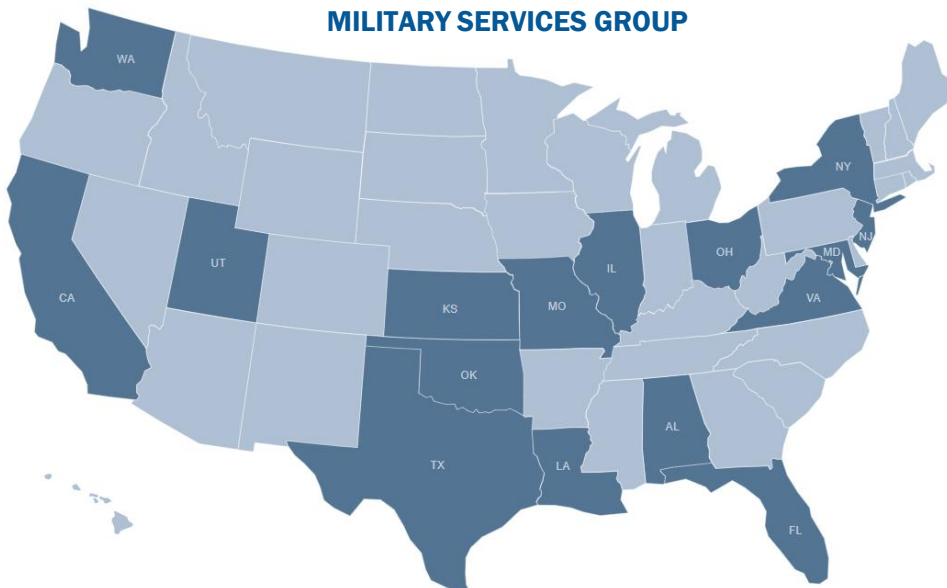 MILITARY SERVICES GROUP
WA
NY
NJ
OH
MD
UT
IL
CA
VA
KS
MO
OK
AL
TX
LA
FL